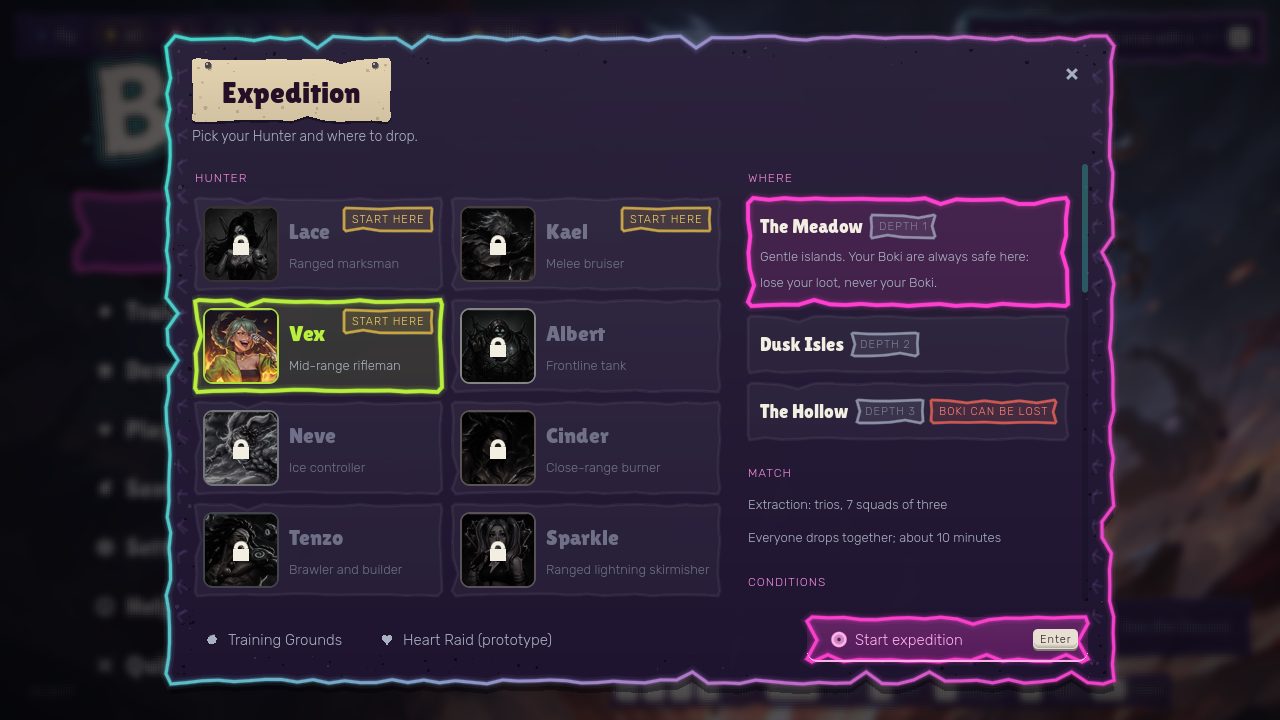 Expedition
Pick your Hunter and where to drop.
HUNTER
Lace
START HERE
Ranged marksman
Kael
START HERE
Melee bruiser
Vex
START HERE
Mid-range rifleman
Albert
Frontline tank
Neve
Ice controller
Cinder
Close-range burner
Tenzo
Brawler and builder
Sparkle
Ranged lightning skirmisher
WHERE
The Meadow DEPTH 1
Gentle islands. Your Boki are always safe here:
lose your loot, never your Boki.
Dusk Isles DEPTH 2
The Hollow DEPTH 3 BOKI CAN BE LOST
MATCH
Extraction: trios, 7 squads of three
Everyone drops together; about 10 minutes
CONDITIONS
Training Grounds
Heart Raid (prototype)
Start expedition
Enter